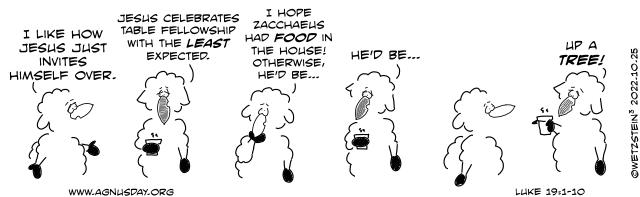 I LIKE HOW
JESUS JUST
INVITES
HIMSELF OVER.
JESUS CELEBRATES
TABLE FELLOWSHIP
WITH THE LEAST
EXPECTED.
I HOPE
ZACCHAEUS
HAD FOOD IN
THE HOUSE!
OTHERWISE,
HE'D BE...
HE'D BE...
UP A
TREE!
©WETZSTEIN³ 2022.10.25
WWW.AGNUSDAY.ORG
LUKE 19:1-10